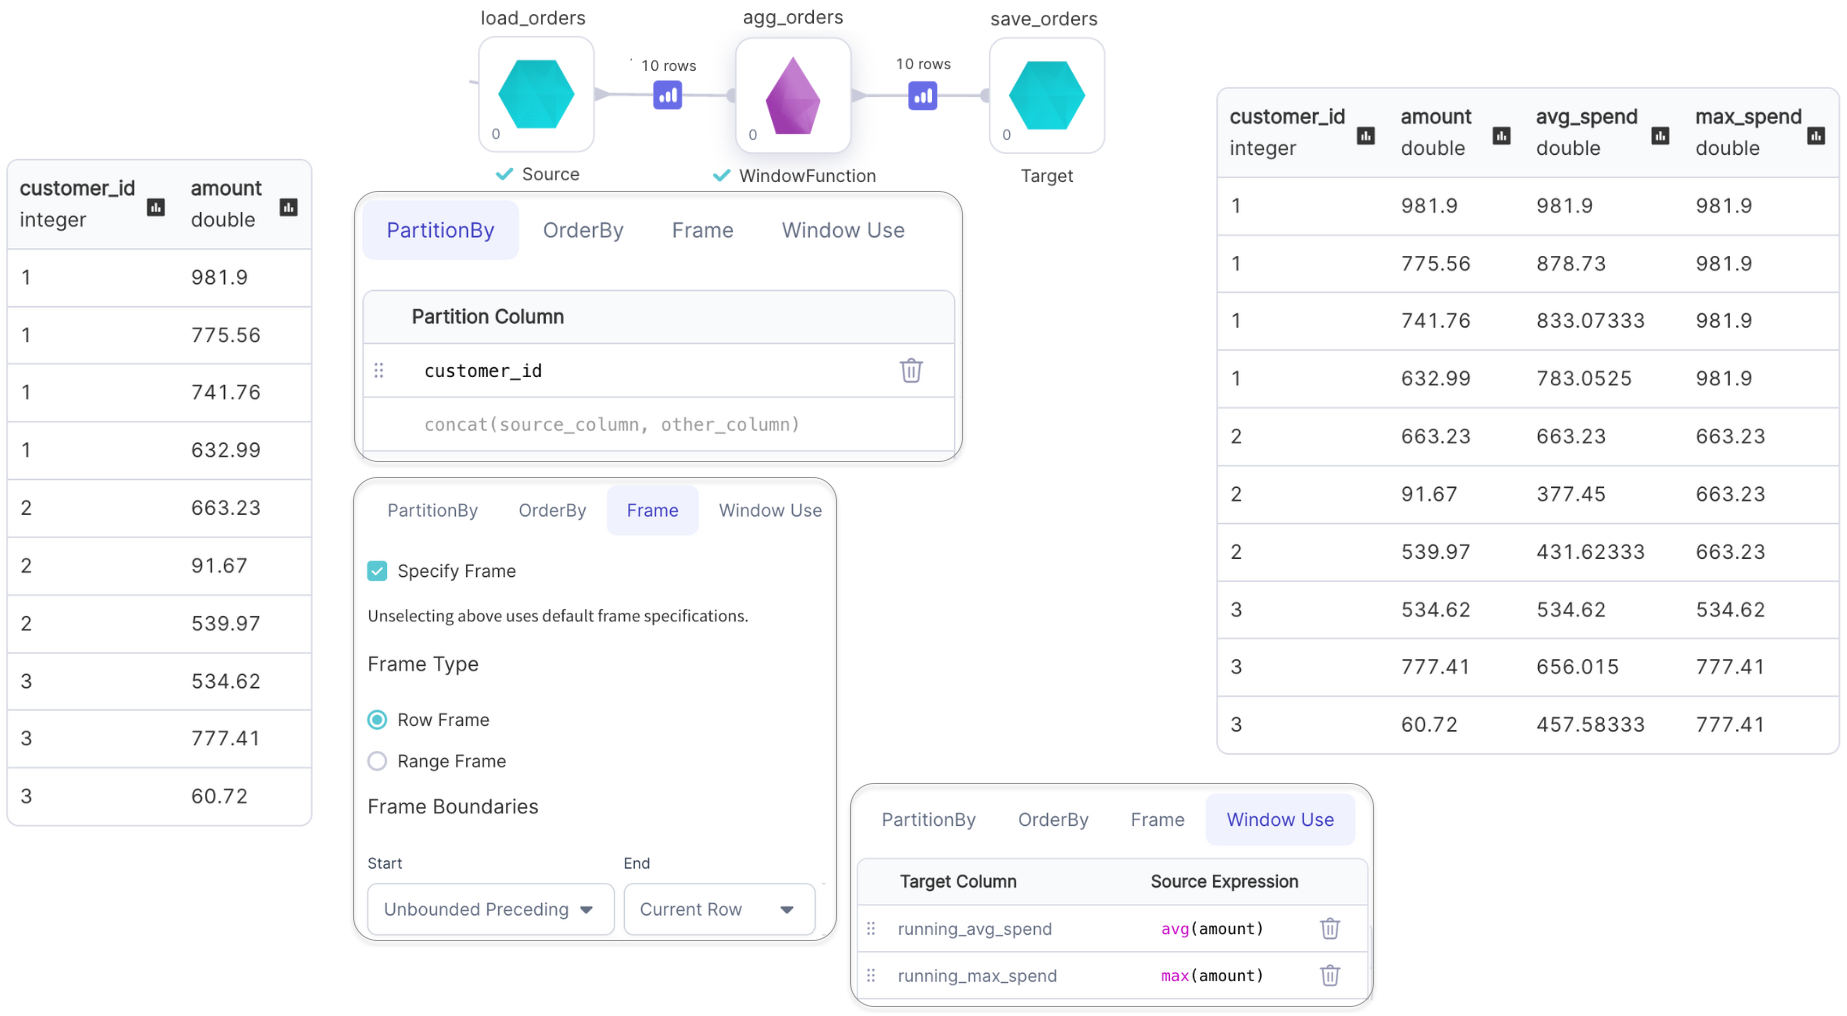 load_orders
agg_orders
save_orders
10 rows
10 rows
0
0
0
Source
WindowFunction
Target
customer_id amount
integer double
1 981.9
1 775.56
1 741.76
1 632.99
2 663.23
2 91.67
2 539.97
3 534.62
3 777.41
3 60.72
PartitionBy OrderBy Frame Window Use
Partition Column
customer_id
concat(source_column, other_column)
PartitionBy OrderBy Frame Window Use
Specify Frame
Unselecting above uses default frame specifications.
Frame Type
Row Frame
Range Frame
Frame Boundaries
Start End
Unbounded Preceding Current Row
PartitionBy OrderBy Frame Window Use
Target Column Source Expression
running_avg_spend avg(amount)
running_max_spend max(amount)
customer_id amount avg_spend max_spend
integer double double double
1 981.9 981.9 981.9
1 775.56 878.73 981.9
1 741.76 833.07333 981.9
1 632.99 783.0525 981.9
2 663.23 663.23 663.23
2 91.67 377.45 663.23
2 539.97 431.62333 663.23
3 534.62 534.62 534.62
3 777.41 656.015 777.41
3 60.72 457.58333 777.41